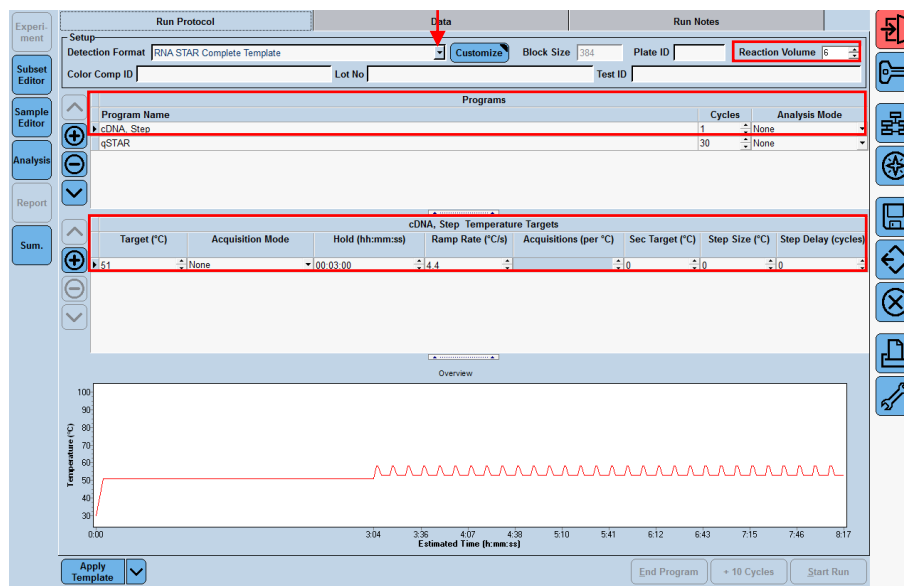 Experi-
ment
Subset
Editor
Sample
Editor
Analysis
Report
Sum.
Run Protocol
Data
Run Notes
Setup
Detection Format RNA STAR Complete Template Customize Block Size 384 Plate ID Reaction Volume 6
Color Comp ID Lot No Test ID
Programs
Program Name Cycles Analysis Mode
cDNA, Step 1 None
qSTAR 30 None
cDNA, Step Temperature Targets
Target (°C) Acquisition Mode Hold (hh:mm:ss) Ramp Rate (°C/s) Acquisitions (per °C) Sec Target (°C) Step Size (°C) Step Delay (cycles)
51 None 00:03:00 4.4 0 0 0
Overview
Temperature (°C)
100
90
80
70
60
50
40
30
0:00 3:04 3:36 4:07 4:38 5:10 5:41 6:12 6:43 7:15 7:46 8:17
Estimated Time (h:mm:ss)
Apply
Template
End Program
+ 10 Cycles
Start Run